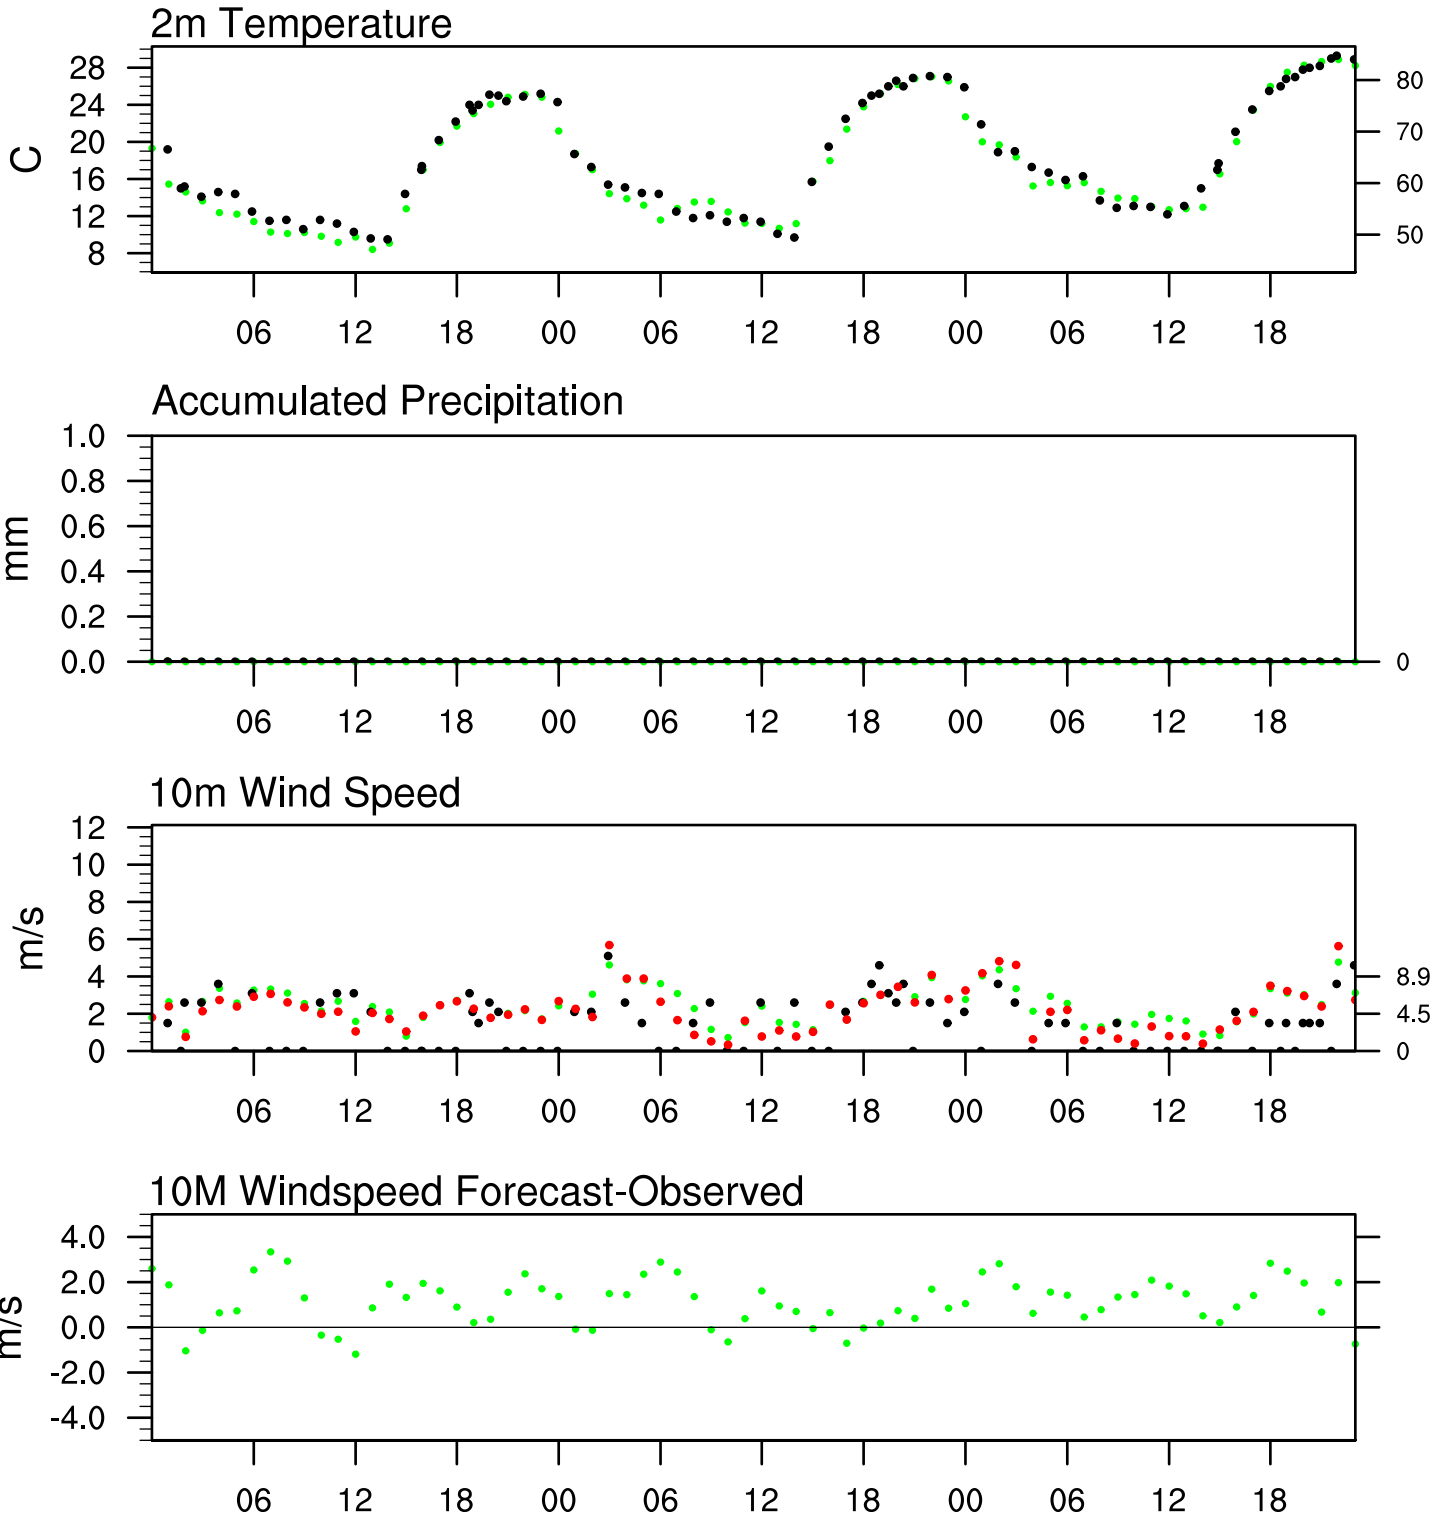 2m Temperature
28
24
20
16
12
8
C
80
70
60
50
06 12 18 00 06 12 18 00 06 12 18
Accumulated Precipitation
1.0
0.8
0.6
0.4
0.2
0.0
mm
0
06 12 18 00 06 12 18 00 06 12 18
10m Wind Speed
12
10
8
6
4
2
0
m/s
8.9
4.5
0
06 12 18 00 06 12 18 00 06 12 18
10M Windspeed Forecast-Observed
4.0
2.0
0.0
-2.0
-4.0
m/s
06 12 18 00 06 12 18 00 06 12 18